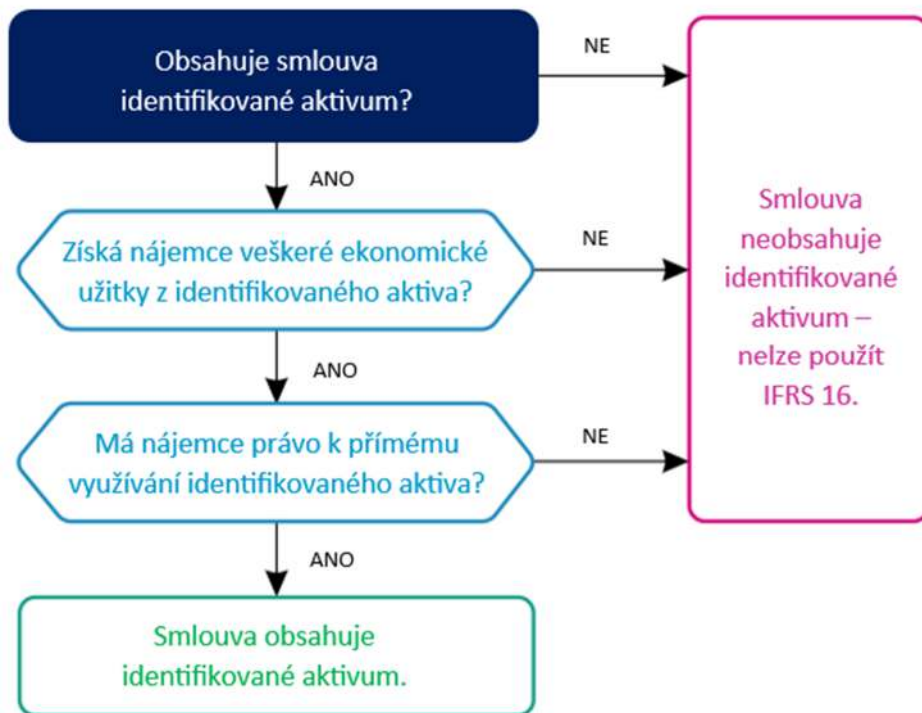 Obsahuje smlouva
identifikované aktivum?
NE
ANO
Získá nájemce veškeré ekonomické
užitky z identifikovaného aktiva?
NE
ANO
Má nájemce právo k přímému
využívání identifikovaného aktiva?
NE
ANO
Smlouva obsahuje
identifikované aktivum.
Smlouva
neobsahuje
identifikované
aktivum –
nelze použít
IFRS 16.